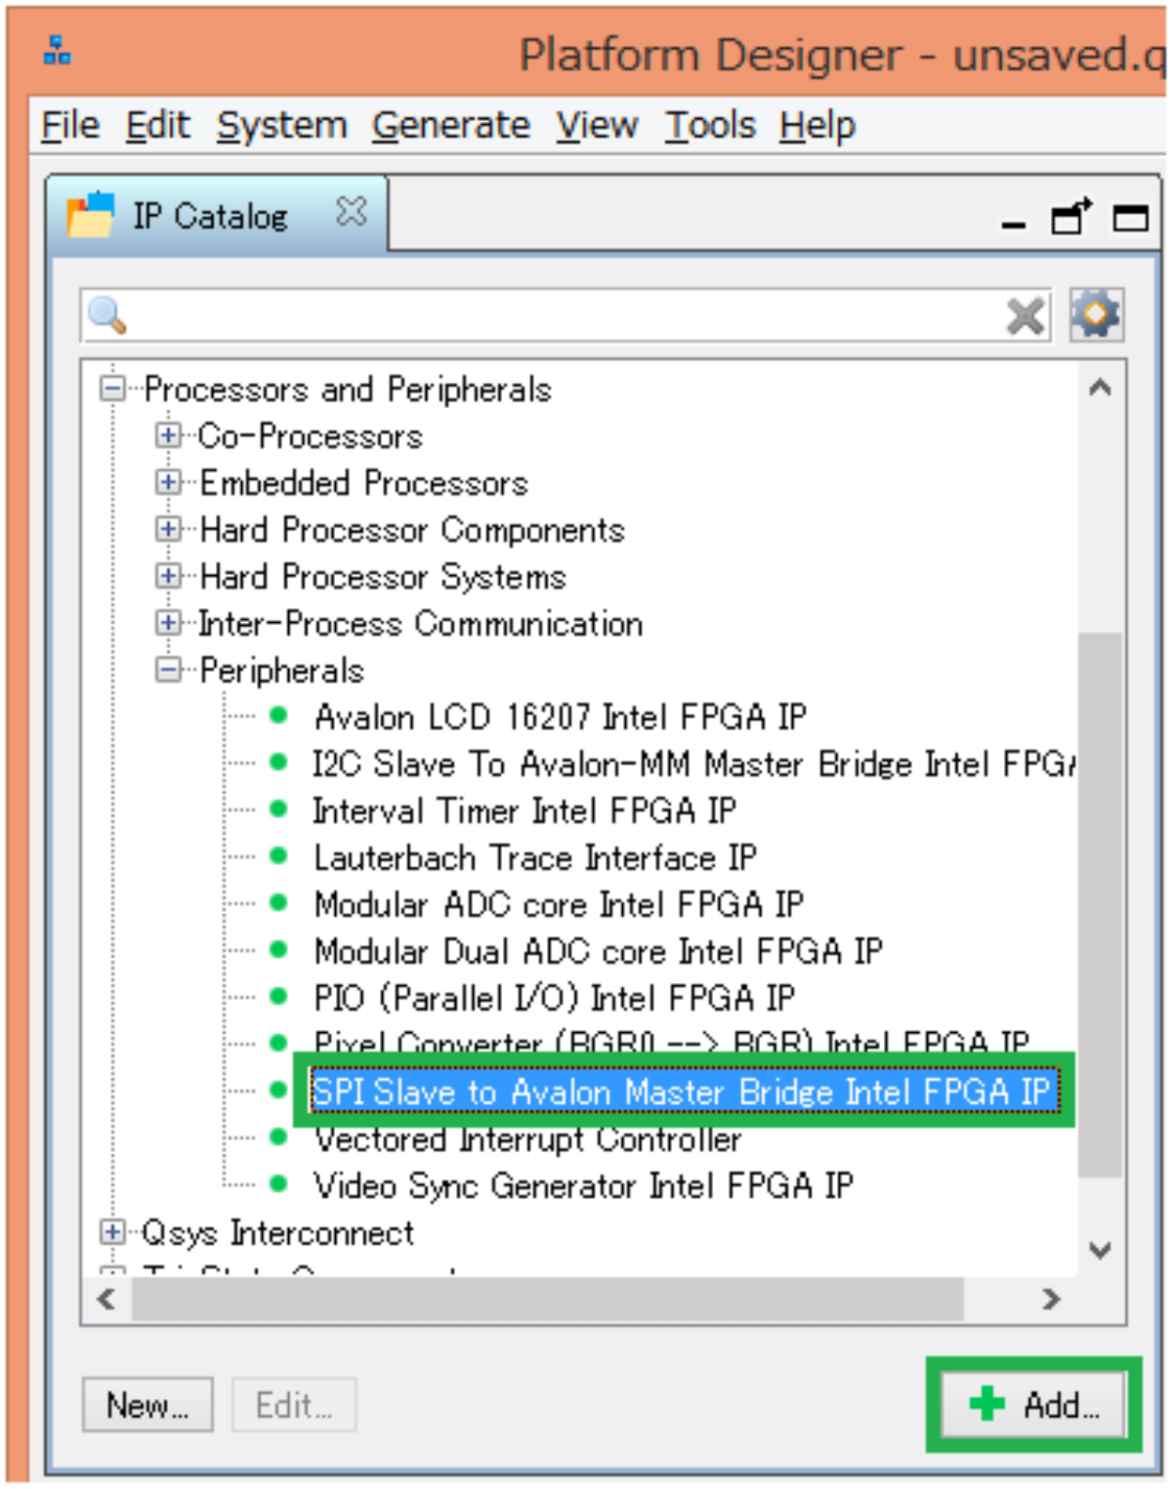 Platform Designer - unsaved.q
File Edit System Generate View Tools Help
IP Catalog
Processors and Peripherals
Co-Processors
Embedded Processors
Hard Processor Components
Hard Processor Systems
Inter-Process Communication
Peripherals
Avalon LCD 16207 Intel FPGA IP
I2C Slave To Avalon-MM Master Bridge Intel FPGA
Interval Timer Intel FPGA IP
Lauterbach Trace Interface IP
Modular ADC core Intel FPGA IP
Modular Dual ADC core Intel FPGA IP
PIO (Parallel I/O) Intel FPGA IP
Pixel Converter (BGR0 --> BGR) Intel FPGA IP
SPI Slave to Avalon Master Bridge Intel FPGA IP
Vectored Interrupt Controller
Video Sync Generator Intel FPGA IP
Qsys Interconnect
New... Edit... Add...